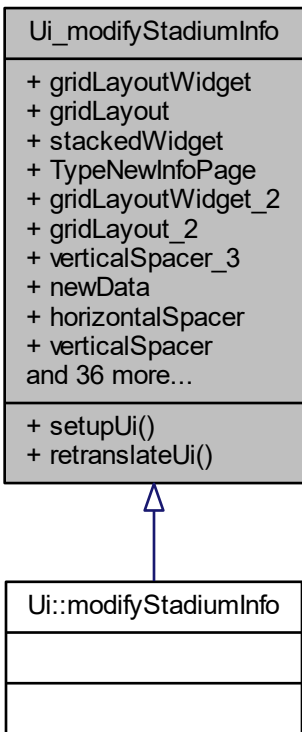 Ui_modifyStadiumInfo
+ gridLayoutWidget
+ gridLayout
+ stackedWidget
+ TypeNewInfoPage
+ gridLayoutWidget_2
+ gridLayout_2
+ verticalSpacer_3
+ newData
+ horizontalSpacer
+ verticalSpacer
and 36 more...
+ setupUi()
+ retranslateUi()
Ui::modifyStadiumInfo